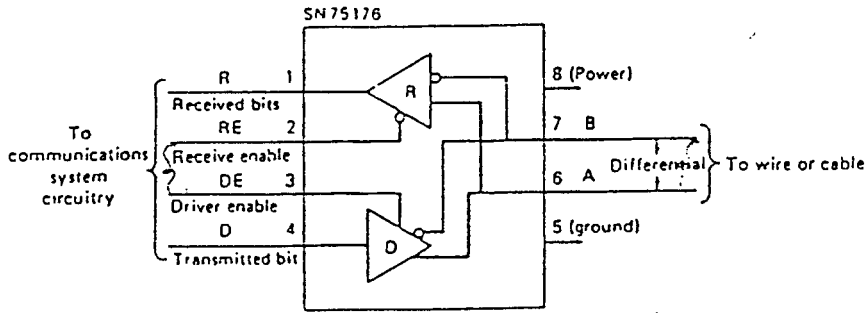 SN75176
R 1
Received bits
RE 2
Receive enable
DE 3
Driver enable
D 4
Transmitted bit
To
communications
system
circuitry
R
D
8 (Power)
7 B
Differential
6 A
5 (ground)
To wire or cable